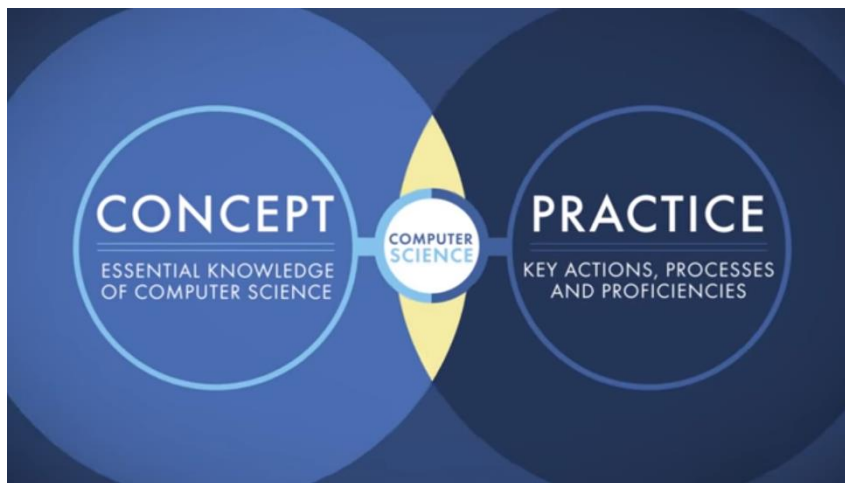 CONCEPT
ESSENTIAL KNOWLEDGE
OF COMPUTER SCIENCE
COMPUTER
SCIENCE
PRACTICE
KEY ACTIONS, PROCESSES
AND PROFICIENCIES